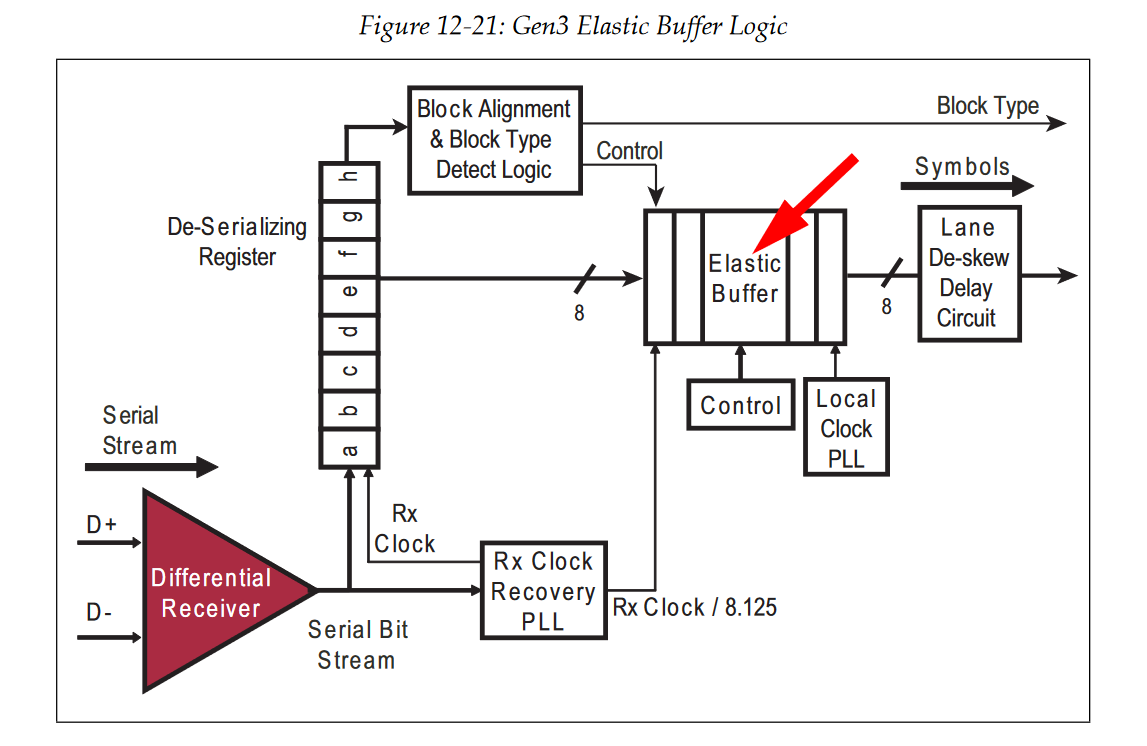 Figure 12-21: Gen3 Elastic Buffer Logic
Block Alignment
& Block Type
Detect Logic
Block Type
Control
Symbols
De-Serializing
Register
h
g
f
e
d
c
b
a
8
Elastic
Buffer
8
Lane
De-skew
Delay
Circuit
Control
Local
Clock
PLL
Serial
Stream
D+
D-
Differential
Receiver
Rx
Clock
Rx Clock
Recovery
PLL
Rx Clock / 8.125
Serial Bit
Stream